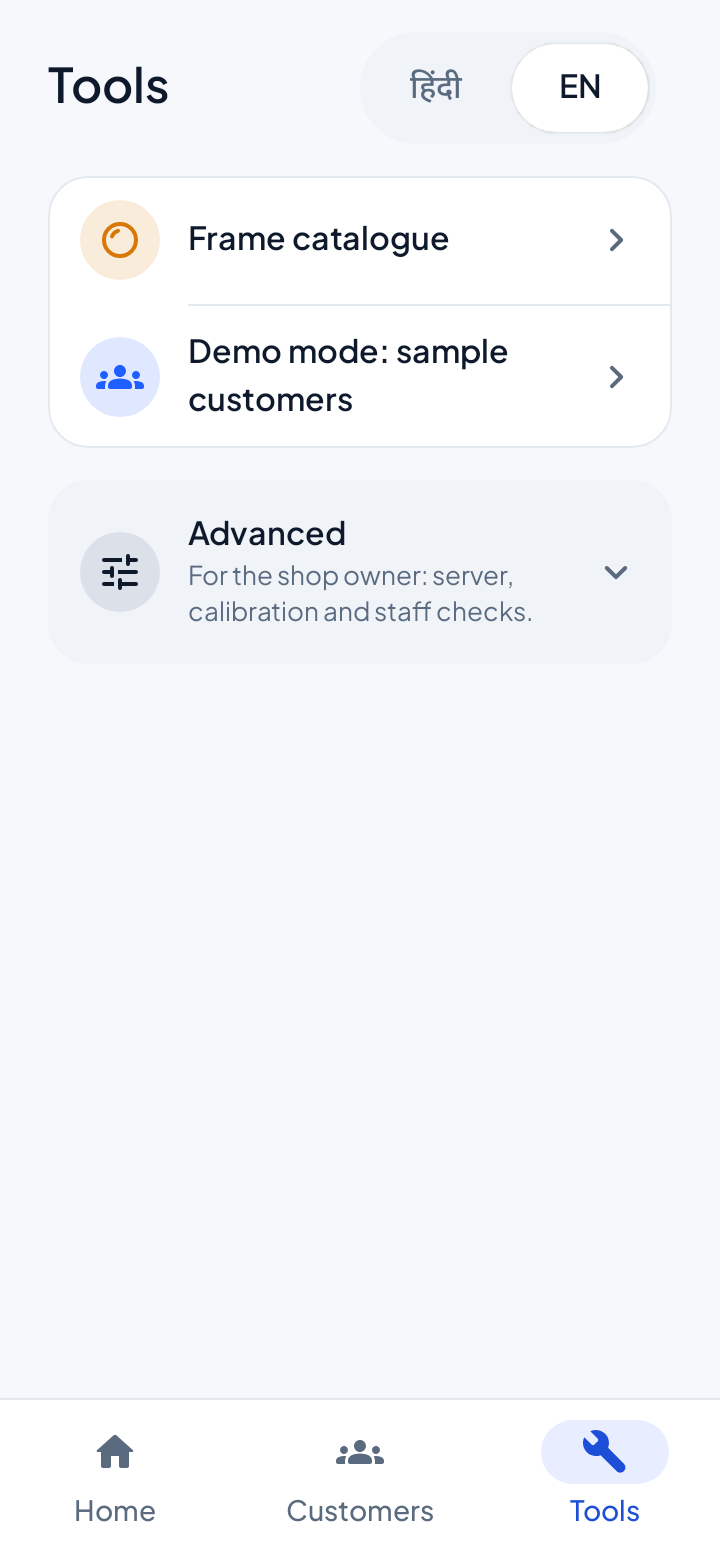 Tools
हिंदी
EN
Frame catalogue
Demo mode: sample
customers
Advanced
For the shop owner: server,
calibration and staff checks.
Home
Customers
Tools